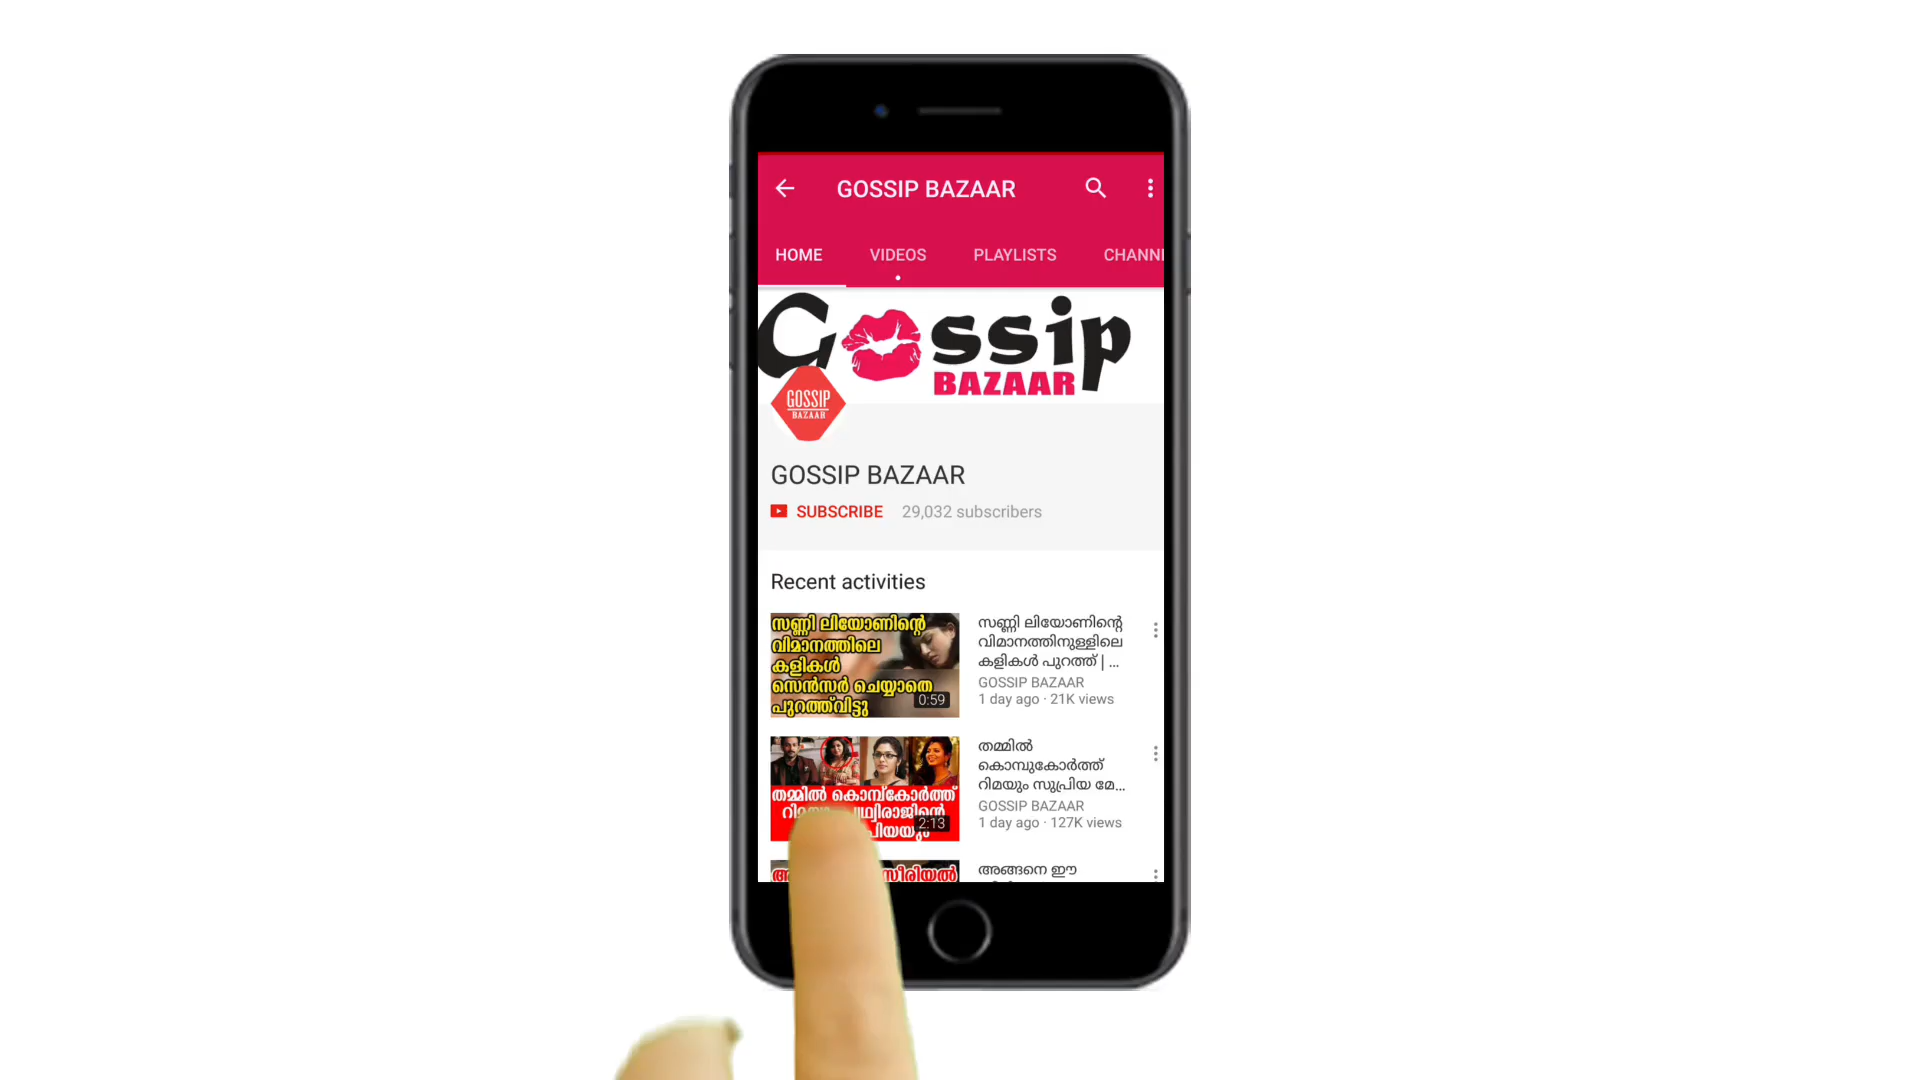 GOSSIP BAZAAR
HOME VIDEOS PLAYLISTS CHANN
Gossip
BAZAAR
GOSSIP
BAZAAR
GOSSIP BAZAAR
SUBSCRIBE 29,032 subscribers
Recent activities
സണ്ണി ലിയോണിന്റെ
വിമാനത്തിലെ
കളികൾ
സെൻസർ ചെയ്യാതെ
പുറത്ത്‌വിട്ടു
0:59
സണ്ണി ലിയോണിന്റെ
വിമാനത്തിനുള്ളിലെ
കളികൾ പുറത്ത് | ...
GOSSIP BAZAAR
1 day ago · 21K views
തമ്മിൽ കൊമ്പ്കോർത്ത്
2:13
തമ്മിൽ
കൊമ്പുകോർത്ത്
റിമയും സുപ്രിയ മേ...
GOSSIP BAZAAR
1 day ago · 127K views
സീരിയൽ
അങ്ങനെ ഈ